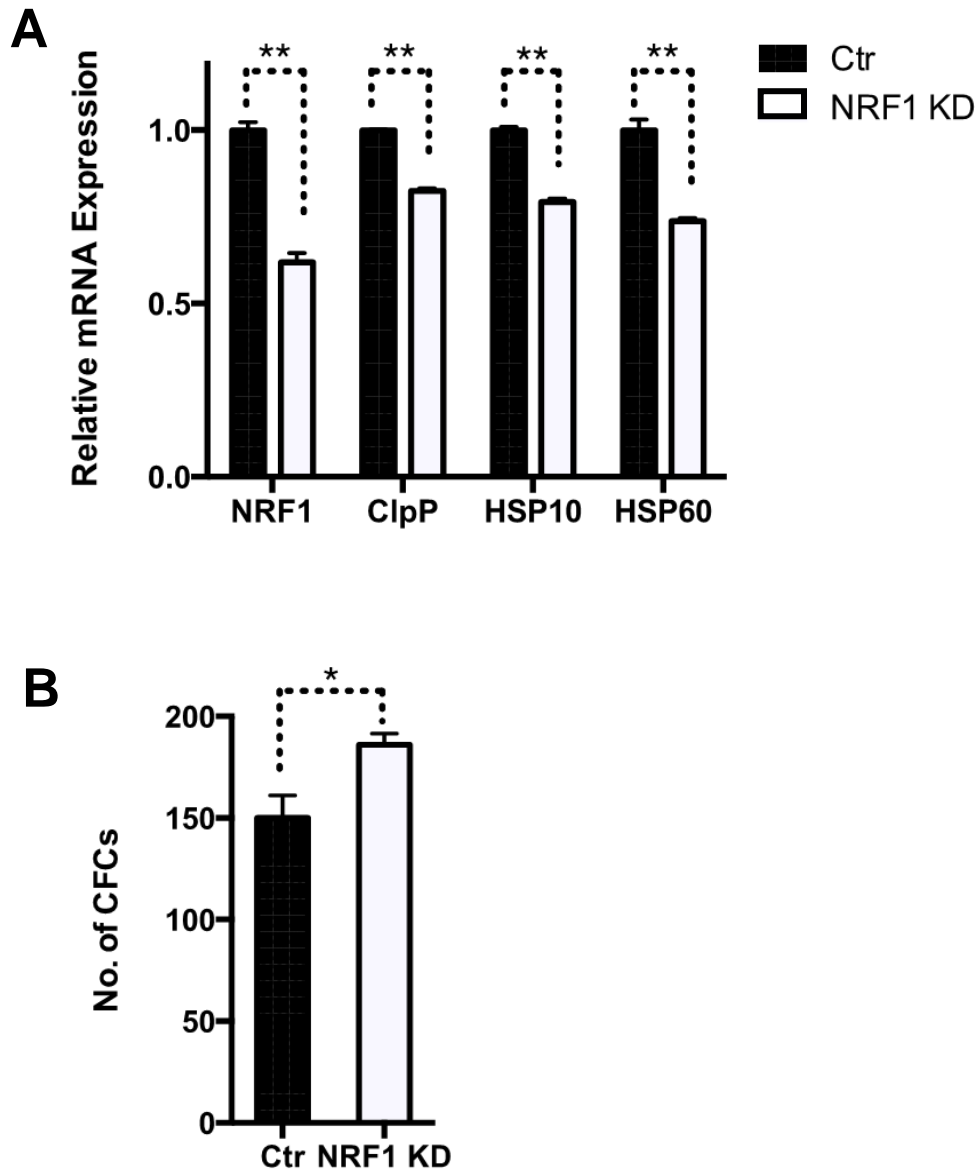 A
** ** ** **
Ctr
NRF1 KD
Relative mRNA Expression
1.0
0.5
0.0
NRF1 ClpP HSP10 HSP60
B
*
No. of CFCs
200
150
100
50
0
Ctr NRF1 KD